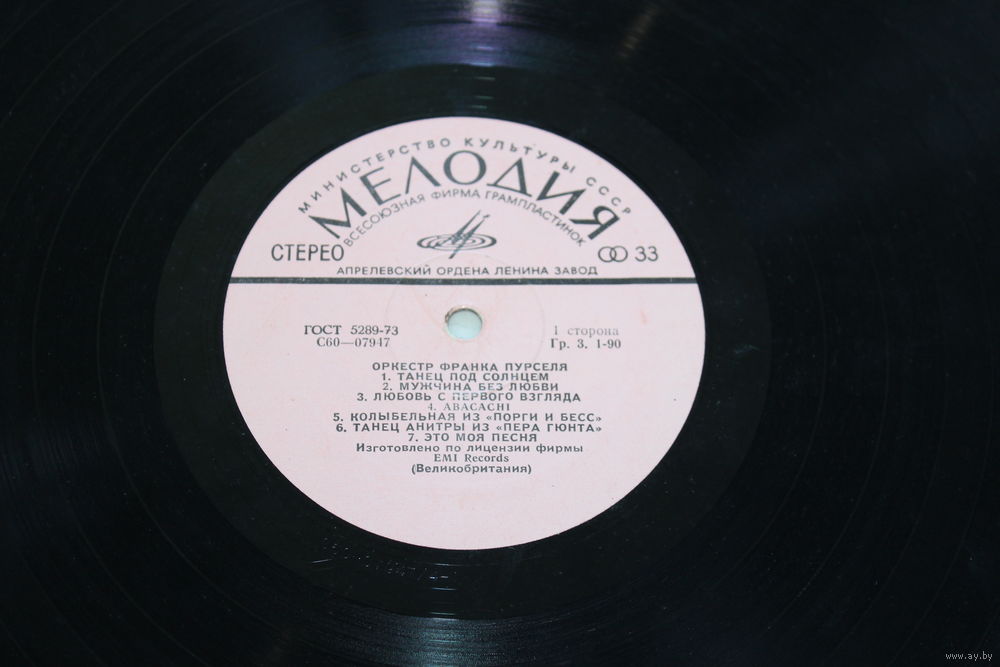 МИНИСТЕРСТВО КУЛЬТУРЫ СССР
МЕЛОДИЯ
ВСЕСОЮЗНАЯ ФИРМА ГРАМПЛАСТИНОК
СТЕРЕО
33
АПРЕЛЕВСКИЙ ОРДЕНА ЛЕНИНА ЗАВОД
ГОСТ 5289-73
С60—07947
1 сторона
Гр. 3. 1-90
ОРКЕСТР ФРАНКА ПУРСЕЛЯ
1. ТАНЕЦ ПОД СОЛНЦЕМ
2. МУЖЧИНА БЕЗ ЛЮБВИ
3. ЛЮБОВЬ С ПЕРВОГО ВЗГЛЯДА
4. ABACACHI
5. КОЛЫБЕЛЬНАЯ ИЗ «ПОРГИ И БЕСС»
6. ТАНЕЦ АНИТРЫ ИЗ «ПЕРА ГЮНТА»
7. ЭТО МОЯ ПЕСНЯ
Изготовлено по лицензии фирмы
EMI Records
(Великобритания)
www.ay.by